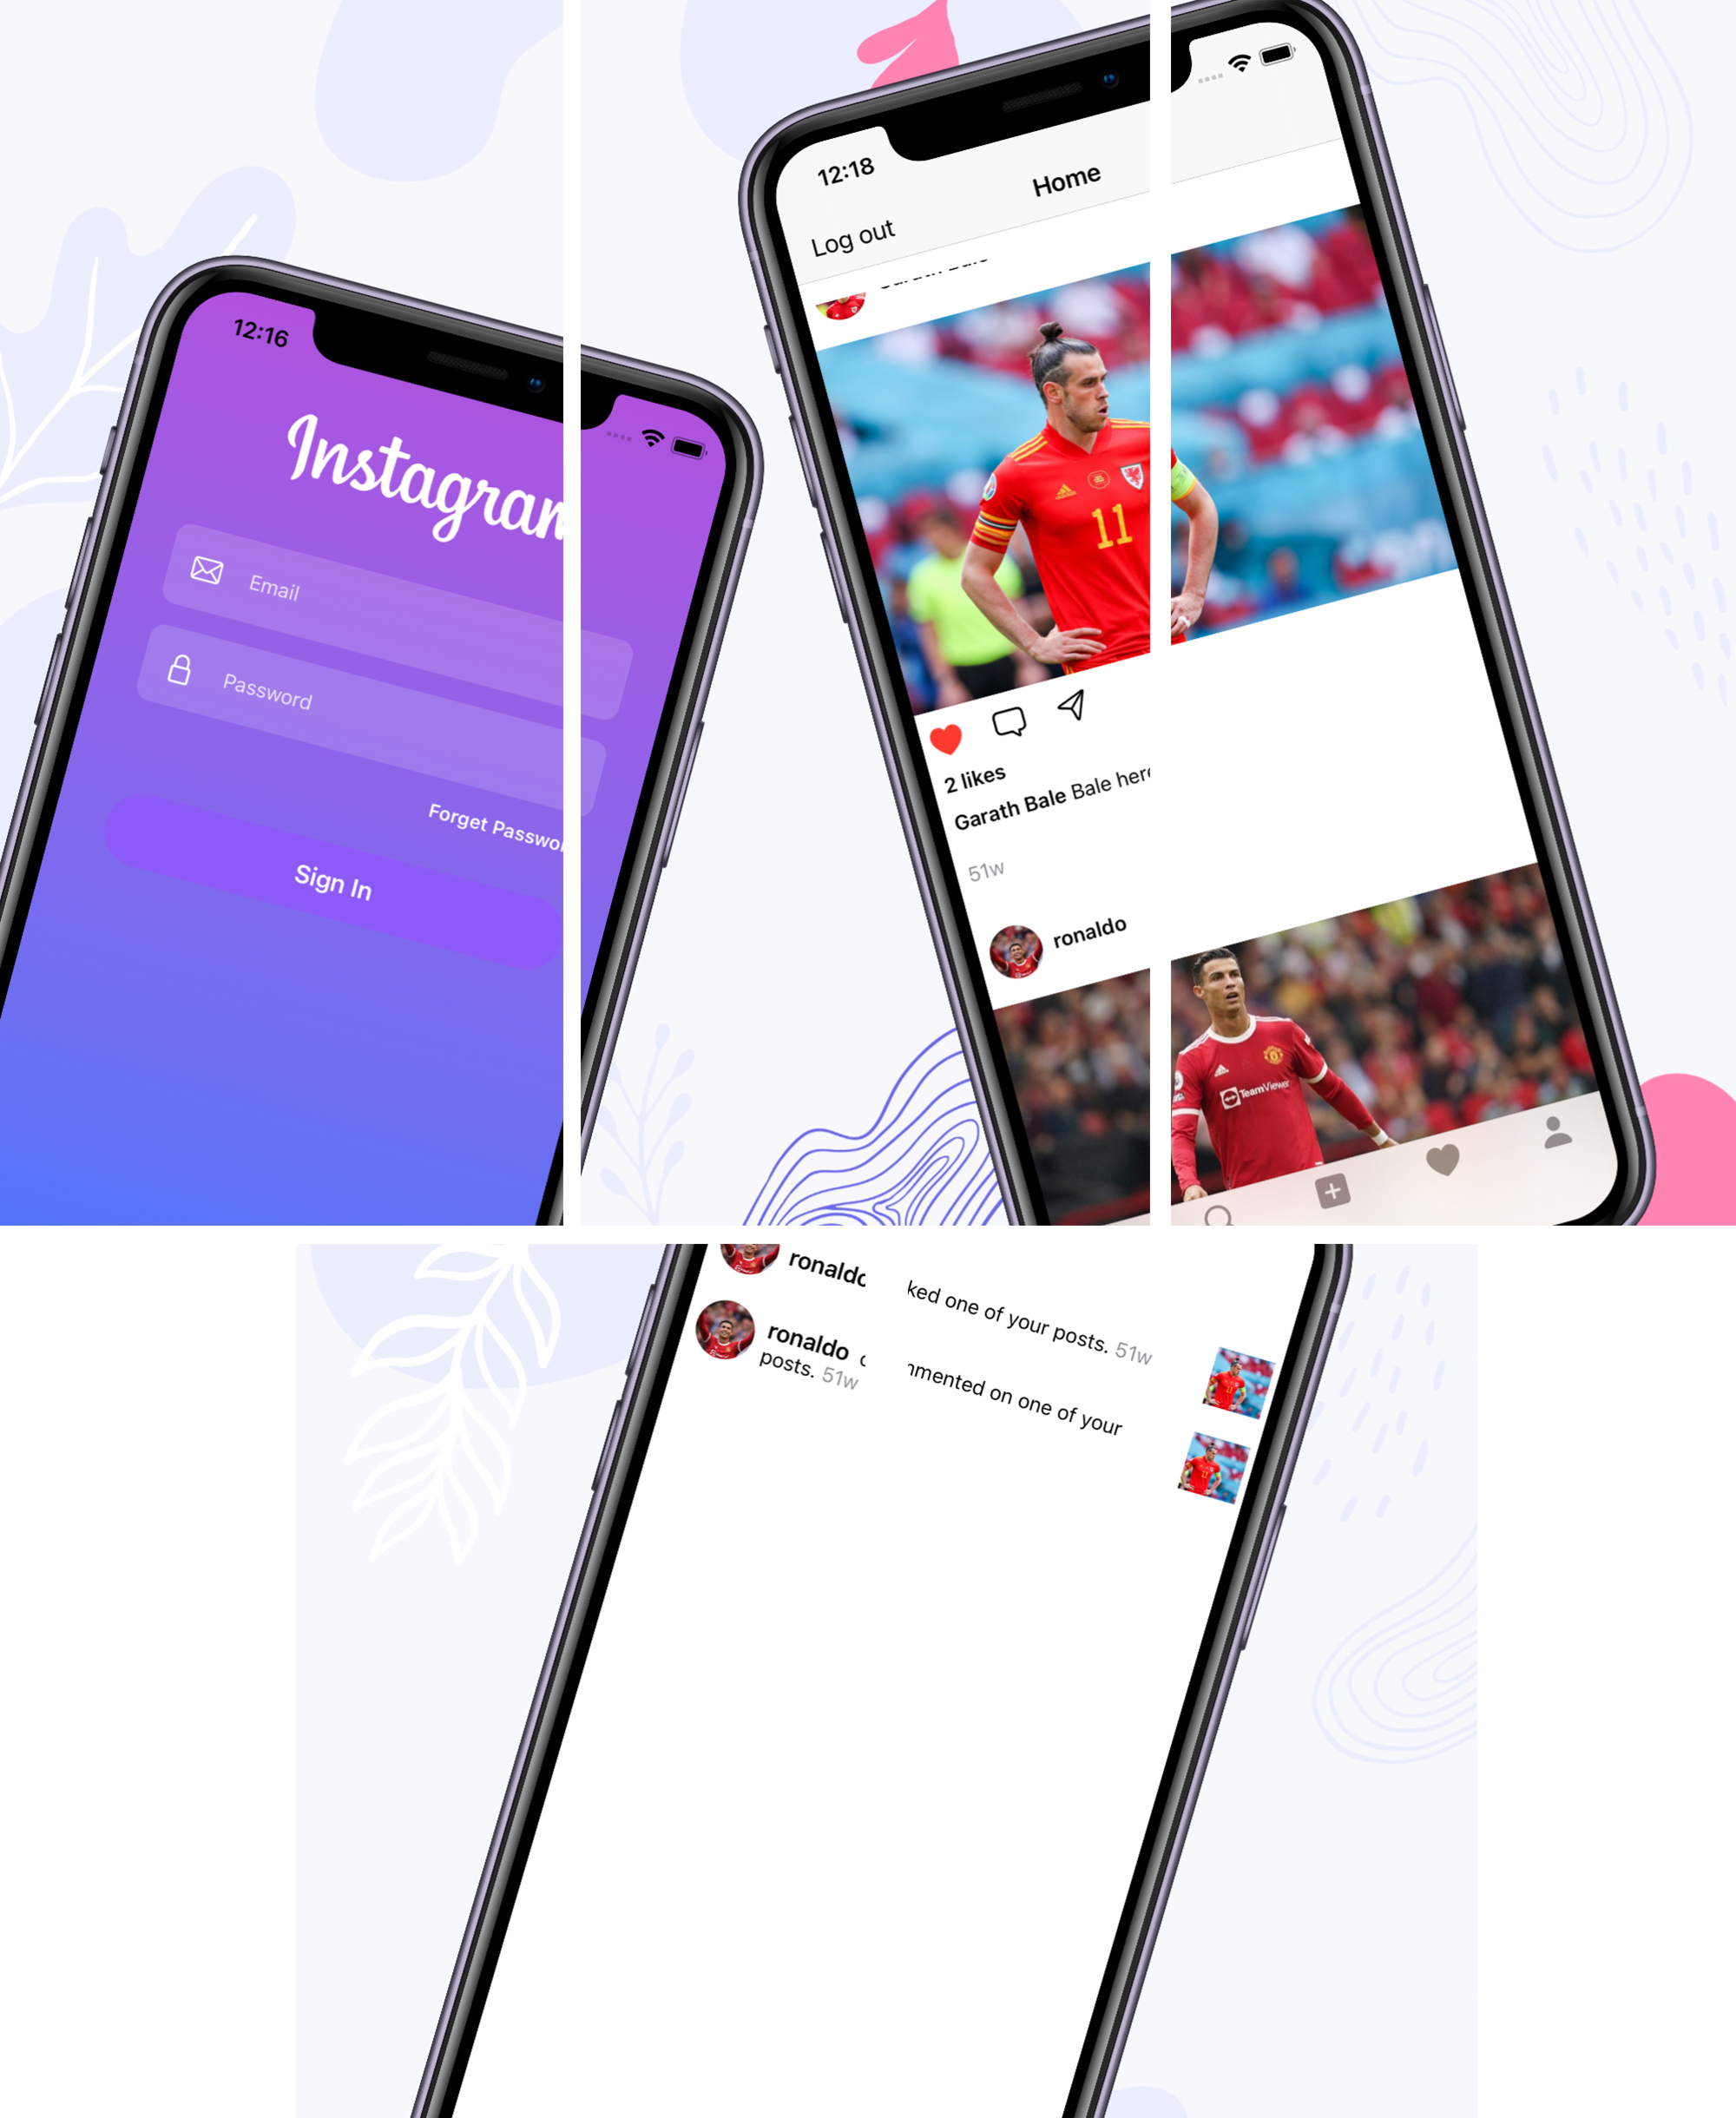 12:16
Instagram
Email
Password
Forget Passwor
Sign In
12:18
Home
Log out
11
2 likes
Garath Bale Bale here
51w
ronaldo
TeamViewer
ronaldo
ked one of your posts. 51w
ronaldo
mented on one of your
posts. 51w